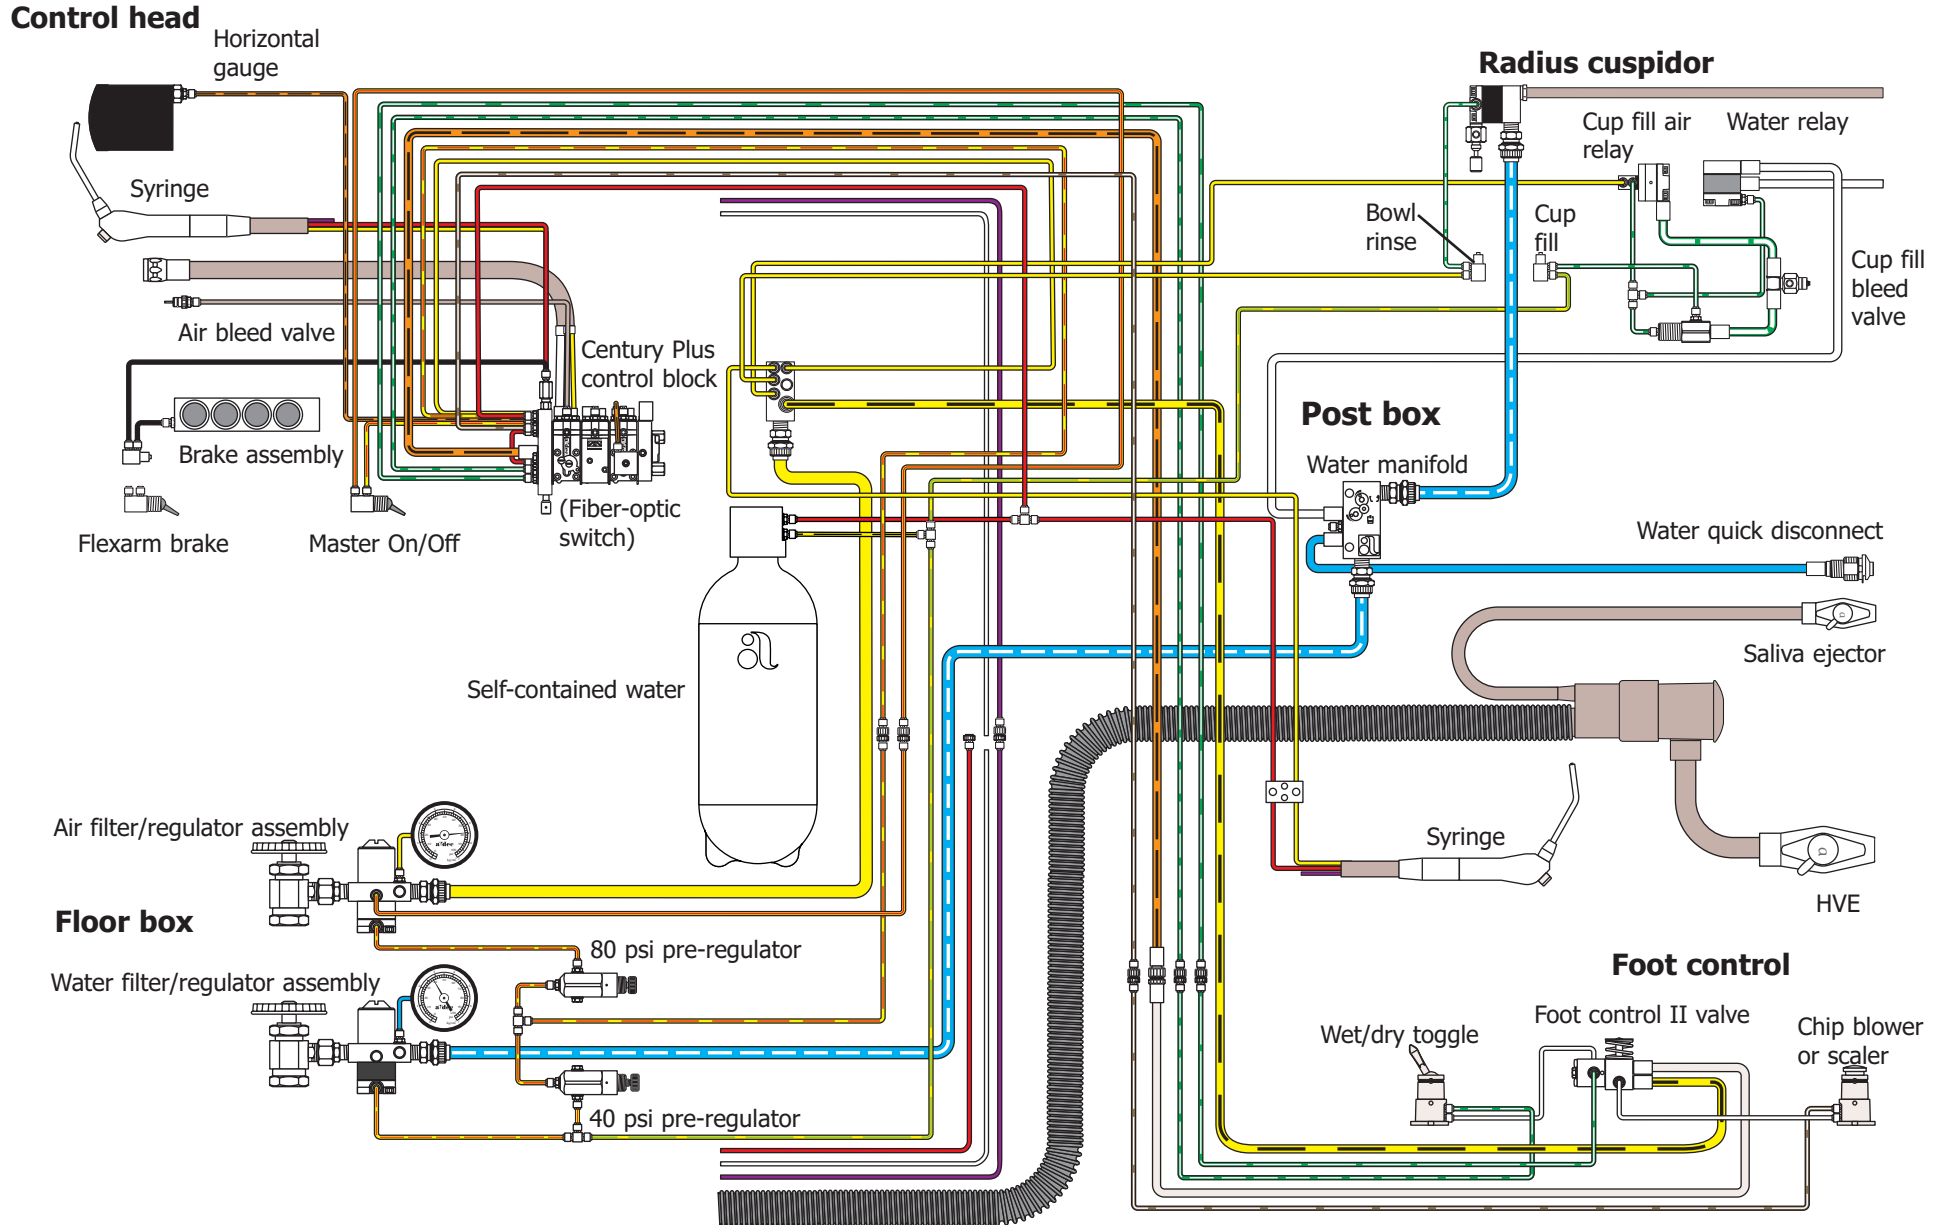 Control head
Horizontal
gauge
Radius cuspidor
Cup fill air
relay
Water relay
Syringe
Bowl
rinse
Cup
fill
Cup fill
bleed
valve
Air bleed valve
Century Plus
control block
Post box
Brake assembly
Water manifold
(Fiber-optic
switch)
Flexarm brake
Master On/Off
Water quick disconnect
Saliva ejector
Self-contained water
Air filter/regulator assembly
Syringe
HVE
Floor box
80 psi pre-regulator
Water filter/regulator assembly
Foot control
Foot control II valve
Wet/dry toggle
Chip blower
or scaler
40 psi pre-regulator